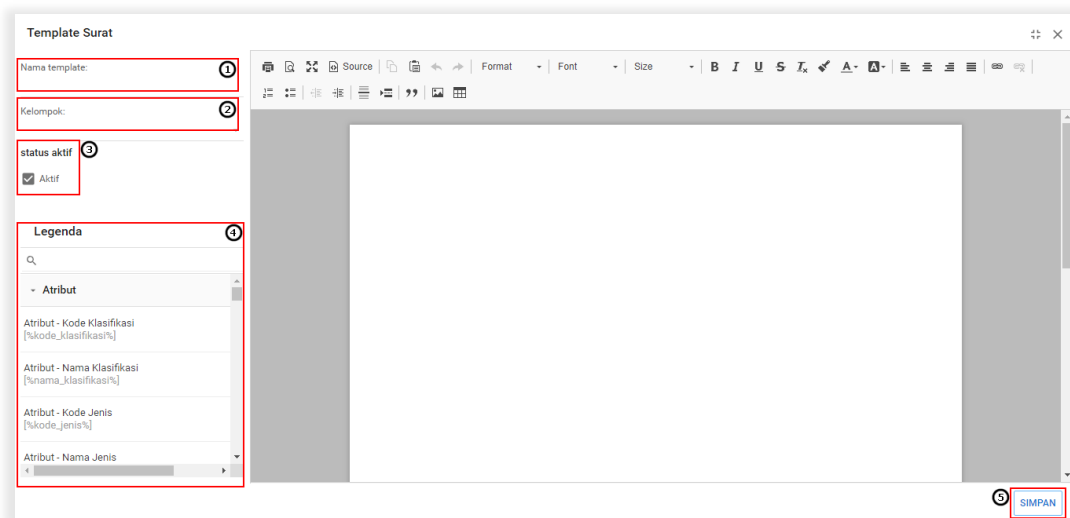 Template Surat
Nama template: 1
Source Format Font Size B I U S Ix A A
Kelompok: 2
status aktif 3
Aktif
Legenda 4
Atribut
Atribut - Kode Klasifikasi
[%kode_klasifikasi%]
Atribut - Nama Klasifikasi
[%nama_klasifikasi%]
Atribut - Kode Jenis
[%kode_jenis%]
Atribut - Nama Jenis
5 SIMPAN